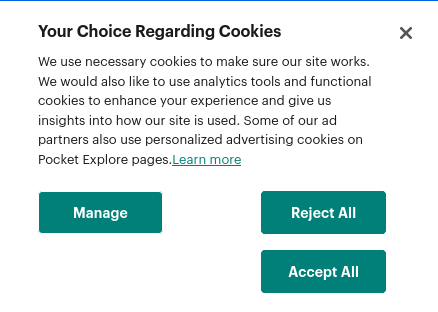 Your Choice Regarding Cookies
We use necessary cookies to make sure our site works.
We would also like to use analytics tools and functional
cookies to enhance your experience and give us
insights into how our site is used. Some of our ad
partners also use personalized advertising cookies on
Pocket Explore pages.Learn more
Manage
Reject All
Accept All